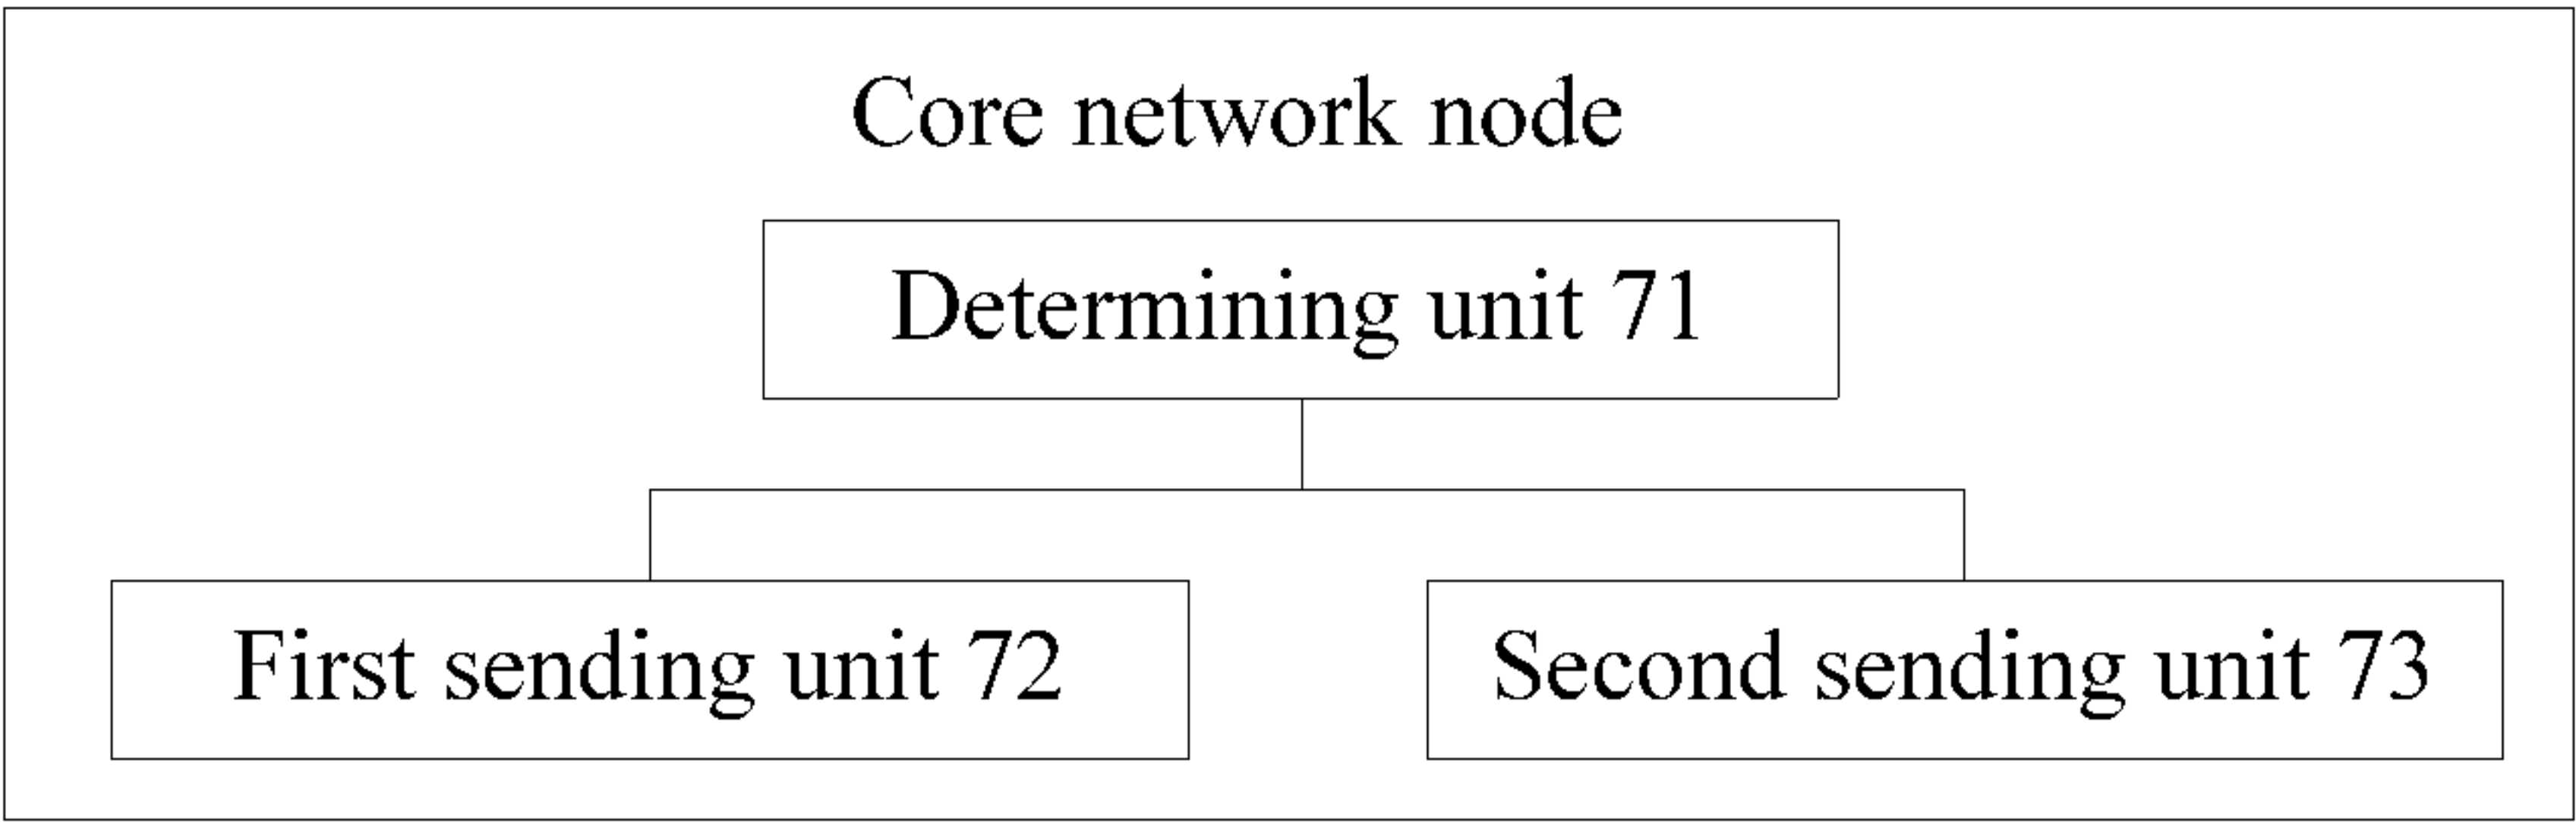 Core network node
Determining unit 71
First sending unit 72
Second sending unit 73